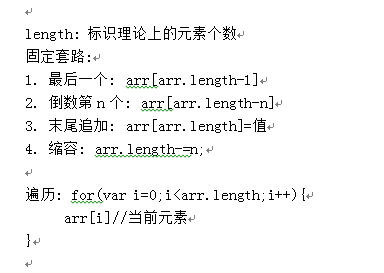 length: 标识理论上的元素个数
固定套路:
1. 最后一个: arr[arr.length-1]
2. 倒数第n个: arr[arr.length-n]
3. 末尾追加: arr[arr.length]=值
4. 缩容: arr.length-=n;
遍历: for(var i=0;i<arr.length;i++){
arr[i]//当前元素
}